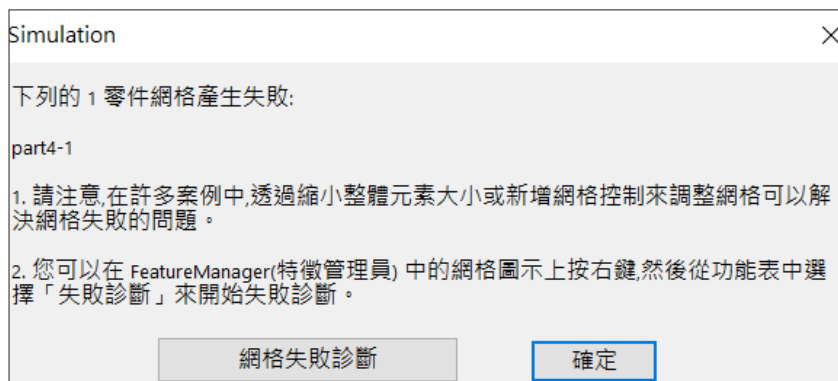 Simulation
下列的 1 零件網格產生失敗:
part4-1
1. 請注意,在許多案例中,透過縮小整體元素大小或新增網格控制來調整網格可以解
決網格失敗的問題。
2. 您可以在 FeatureManager(特徵管理員) 中的網格圖示上按右鍵,然後從功能表中選
擇「失敗診斷」來開始失敗診斷。
網格失敗診斷
確定